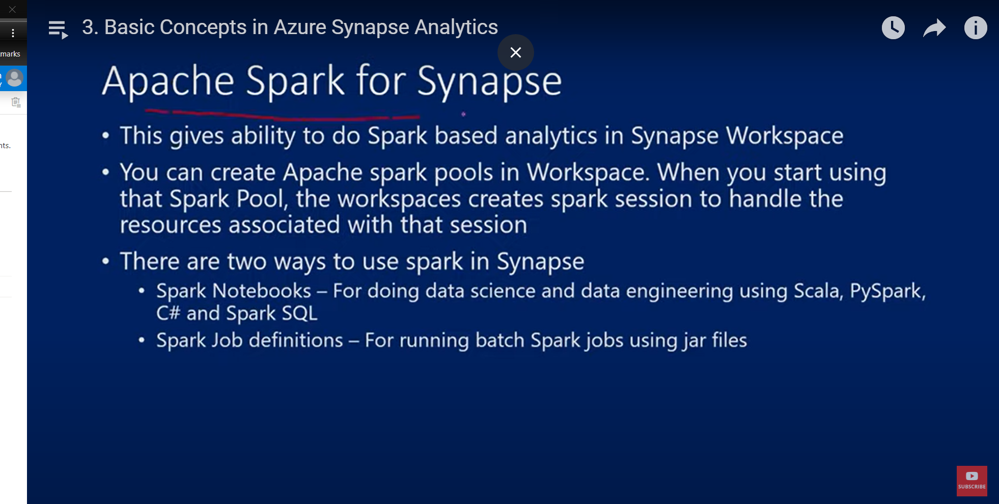 3. Basic Concepts in Azure Synapse Analytics
marks
nts.
Apache Spark for Synapse
• This gives ability to do Spark based analytics in Synapse Workspace
• You can create Apache spark pools in Workspace. When you start using
that Spark Pool, the workspaces creates spark session to handle the
resources associated with that session
• There are two ways to use spark in Synapse
• Spark Notebooks – For doing data science and data engineering using Scala, PySpark,
C# and Spark SQL
• Spark Job definitions – For running batch Spark jobs using jar files
SUBSCRIBE